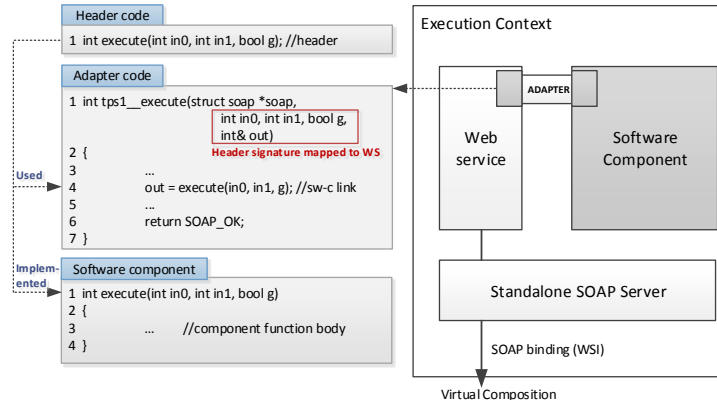 Header code
1 int execute(int in0, int in1, bool g); //header
Adapter code
1 int tps1__execute(struct soap *soap,
int in0, int in1, bool g,
int& out)
Header signature mapped to WS
2 {
3 ...
4 out = execute(in0, in1, g); //sw-c link
5 ...
6 return SOAP_OK;
7 }
Used
Implem-
ented
Software component
1 int execute(int in0, int in1, bool g)
2 {
3 ... //component function body
4 }
Execution Context
ADAPTER
Web
service
Software
Component
Standalone SOAP Server
SOAP binding (WSI)
Virtual Composition